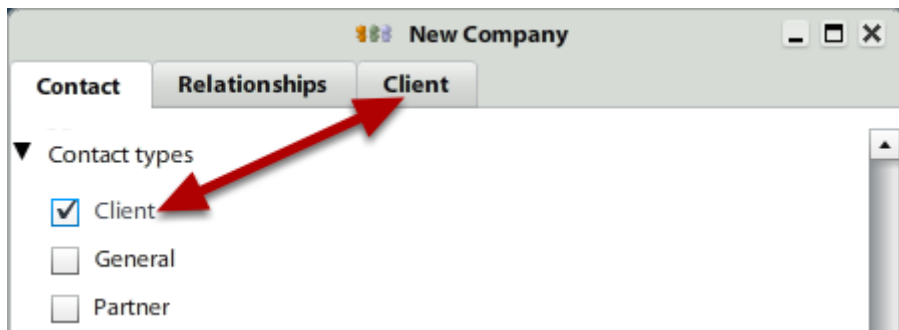 New Company
Contact Relationships Client
Contact types
Client
General
Partner